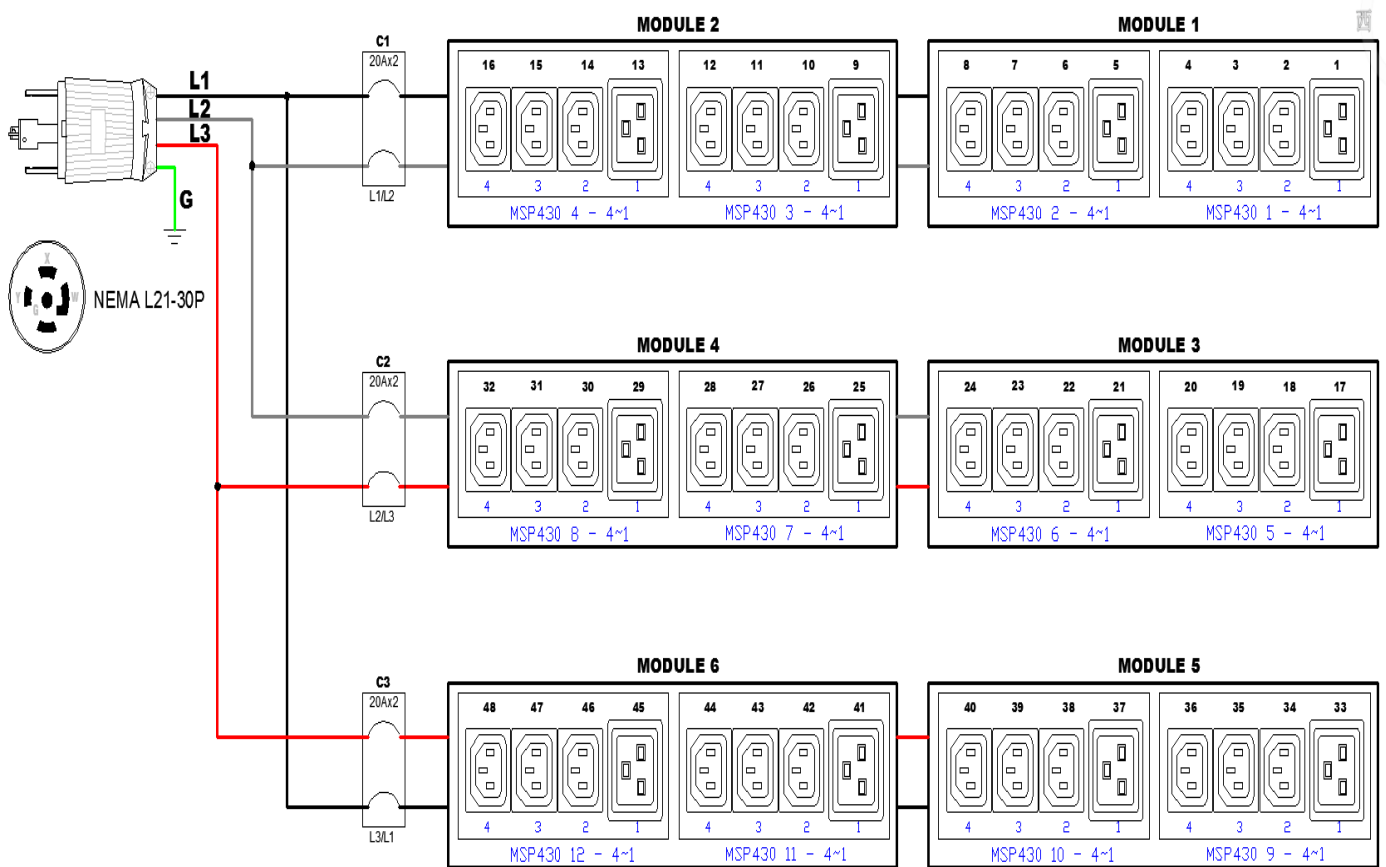 MODULE 2
MODULE 1
西
C1
20Ax2
16 15 14 13 12 11 10 9 8 7 6 5 4 3 2 1
L1
L2
L3
G
L1/L2
4 3 2 1 4 3 2 1 4 3 2 1 4 3 2 1
MSP430 4 - 4~1 MSP430 3 - 4~1 MSP430 2 - 4~1 MSP430 1 - 4~1
X
Y
W
G
NEMA L21-30P
MODULE 4
MODULE 3
C2
20Ax2
32 31 30 29 28 27 26 25 24 23 22 21 20 19 18 17
L2/L3
4 3 2 1 4 3 2 1 4 3 2 1 4 3 2 1
MSP430 8 - 4~1 MSP430 7 - 4~1 MSP430 6 - 4~1 MSP430 5 - 4~1
MODULE 6
MODULE 5
C3
20Ax2
48 47 46 45 44 43 42 41 40 39 38 37 36 35 34 33
L3/L1
4 3 2 1 4 3 2 1 4 3 2 1 4 3 2 1
MSP430 12 - 4~1 MSP430 11 - 4~1 MSP430 10 - 4~1 MSP430 9 - 4~1